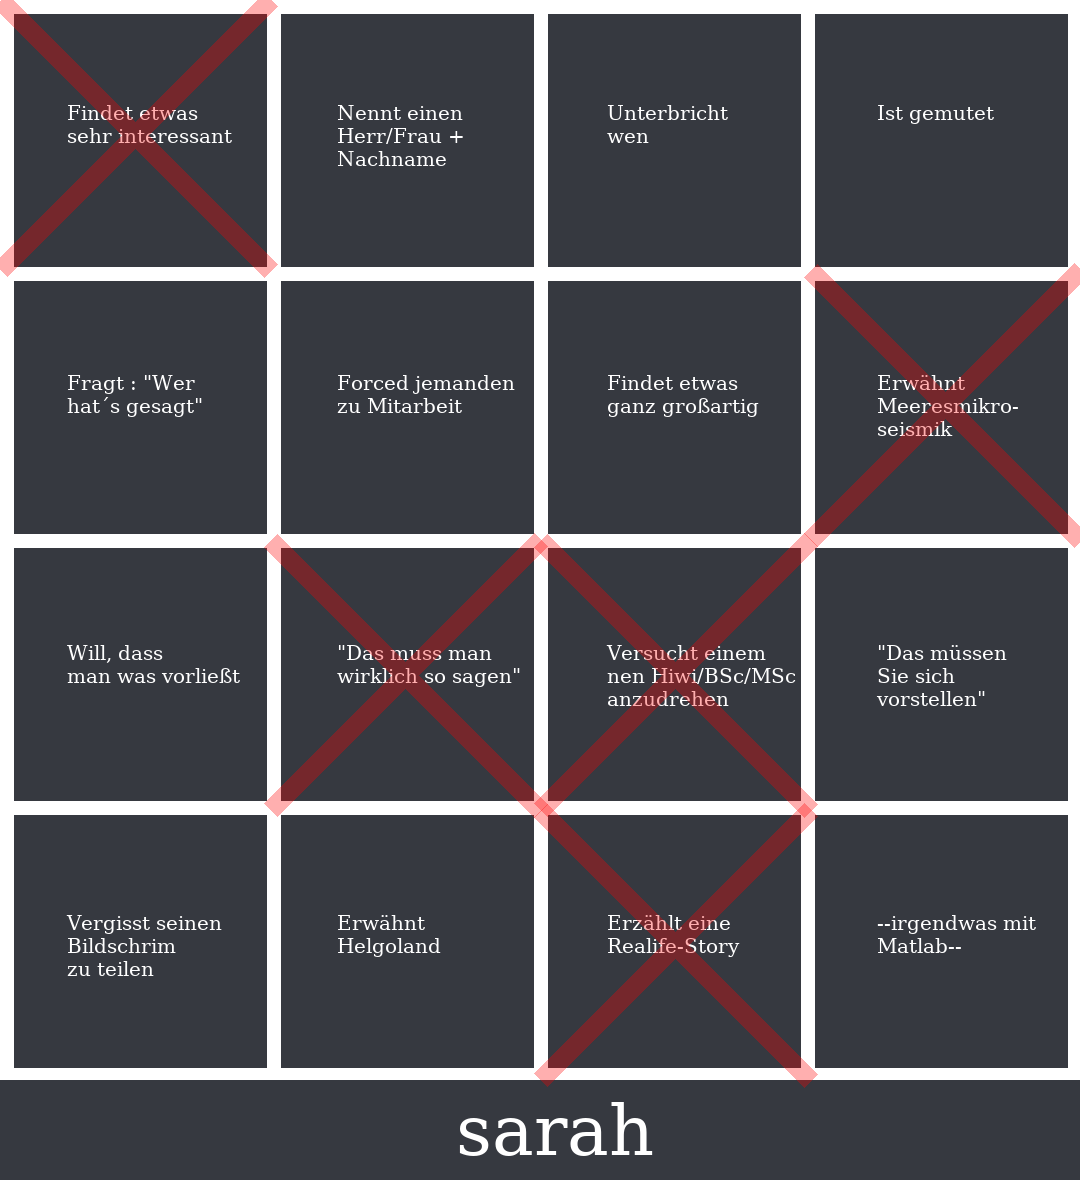 Findet etwas
sehr interessant
Nennt einen
Herr/Frau +
Nachname
Unterbricht
wen
Ist gemutet
Fragt : "Wer
hat´s gesagt"
Forced jemanden
zu Mitarbeit
Findet etwas
ganz großartig
Erwähnt
Meeresmikro-
seismik
Will, dass
man was vorließt
"Das muss man
wirklich so sagen"
Versucht einem
nen Hiwi/BSc/MSc
anzudrehen
"Das müssen
Sie sich
vorstellen"
Vergisst seinen
Bildschrim
zu teilen
Erwähnt
Helgoland
Erzählt eine
Realife-Story
--irgendwas mit
Matlab--
sarah